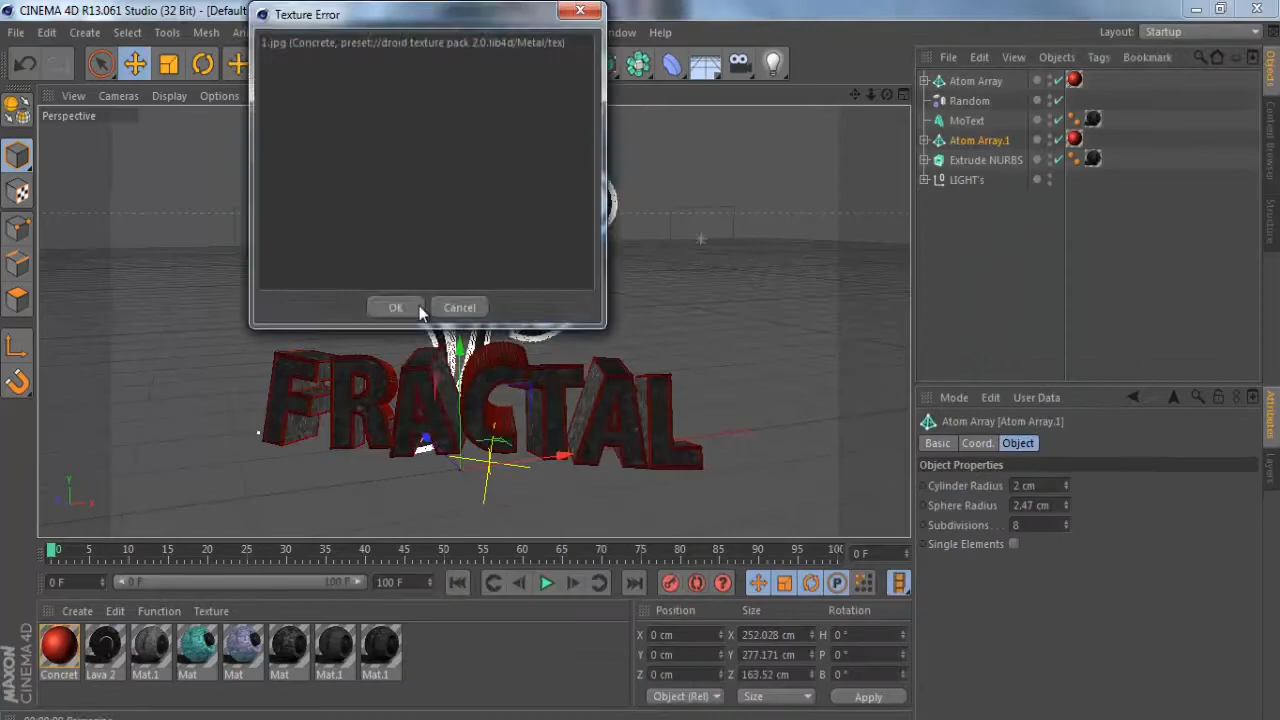 CINEMA 4D R13.061 Studio (32 Bit) - [Default
Texture Error
File Edit Create Select Tools Mesh
Help
Layout: Startup
1.jpg (Concrete, preset://droid texture pack 2.0.lib4d/Metal/tex)
File Edit View Objects Tags Bookmark
View Cameras Display Options
Perspective
Atom Array
Random
MoText
Atom Array.1
Extrude NURBS
LIGHT's
Objects
Content Browser
Structure
OK Cancel
FRACTAL
Y
X
Z
Mode Edit User Data
Atom Array [Atom Array.1]
Basic Coord. Object
Object Properties
Cylinder Radius 2 cm
Sphere Radius 2.47 cm
Subdivisions . . . 8
Single Elements
Attributes
Layers
0 5 10 15 20 25 30 35 40 45 50 55 60 65 70 75 80 85 90 95 100
0 F
0 F 0 F 100 F 100 F
Create Edit Function Texture
Position Size Rotation
X 0 cm X 252.028 cm H 0 °
Y 0 cm Y 277.171 cm P 0 °
Z 0 cm Z 163.52 cm B 0 °
Object (Rel) Size Apply
Concret Lava 2 Mat.1 Mat Mat Mat Mat.1 Mat.1
MAXON
CINEMA 4D